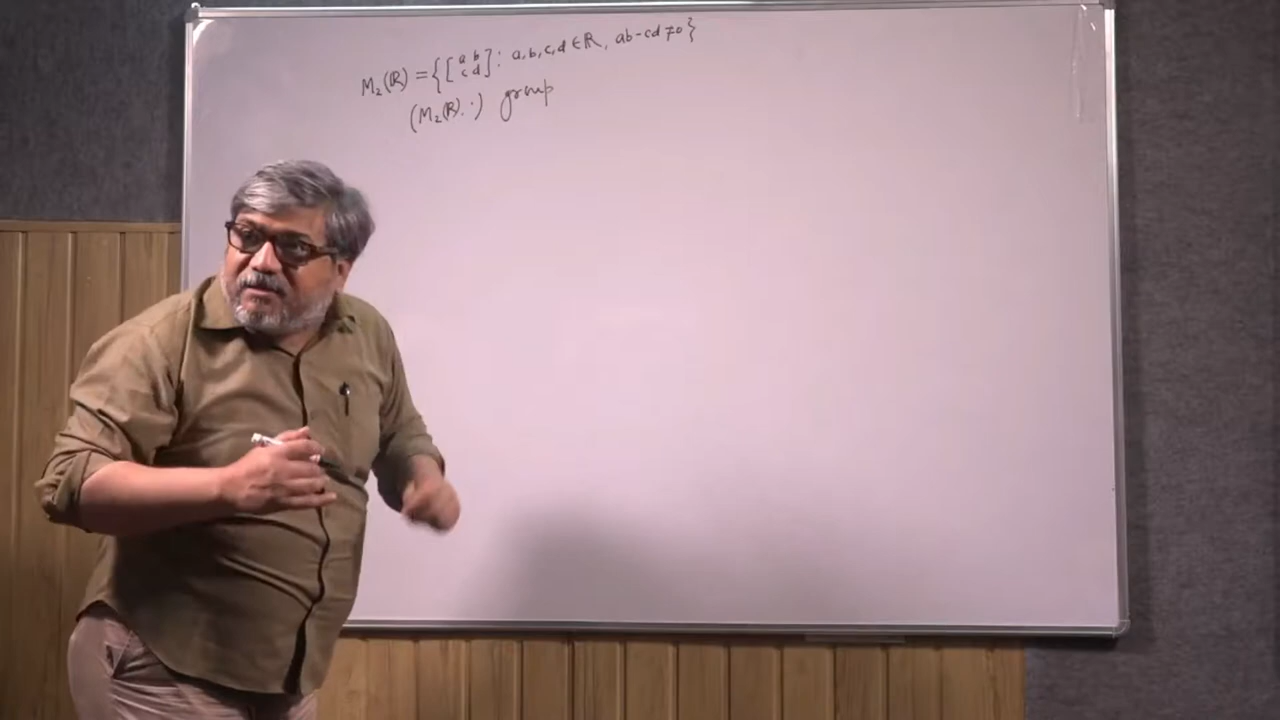 M₂(ℝ) = { [ a b c d ] : a, b, c, d ∈ ℝ, ab - cd ≠ 0 }
(M₂(ℝ), ·) group